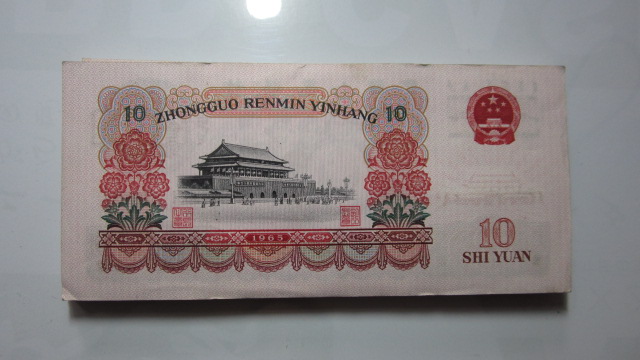 10 ZHONGGUO RENMIN YINHANG 10
1965
10
SHI YUAN